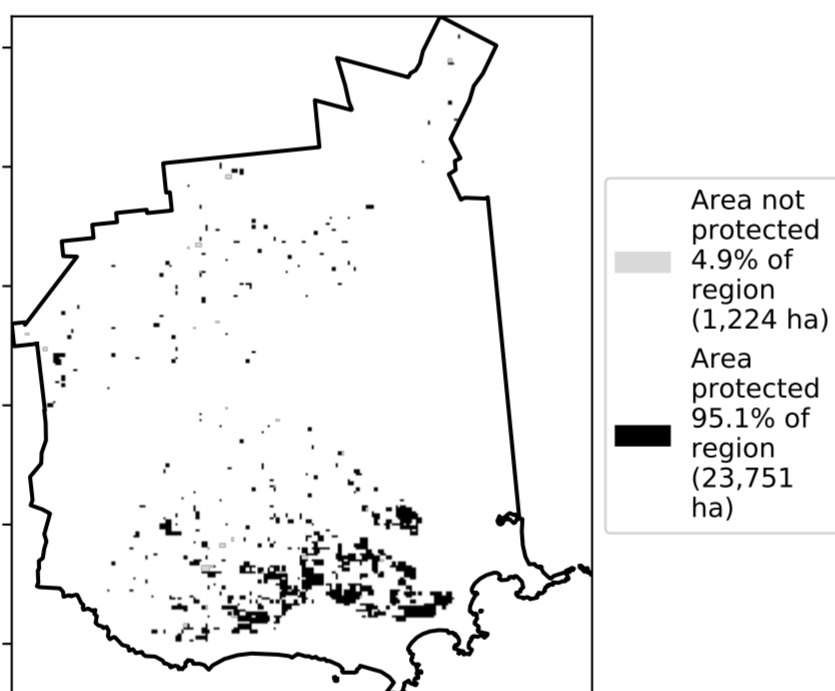 Area not
protected
4.9% of
region
(1,224 ha)
Area
protected
95.1% of
region
(23,751
ha)